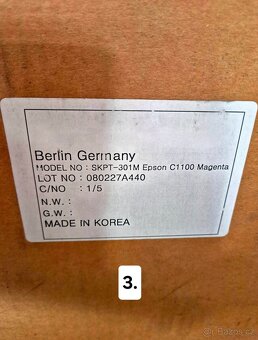 Berlin Germany
MODEL NO : SKPT-301M Epson C1100 Magenta
LOT NO : 080227A440
C/NO : 1/5
N.W. :
G.W. :
MADE IN KOREA
3.